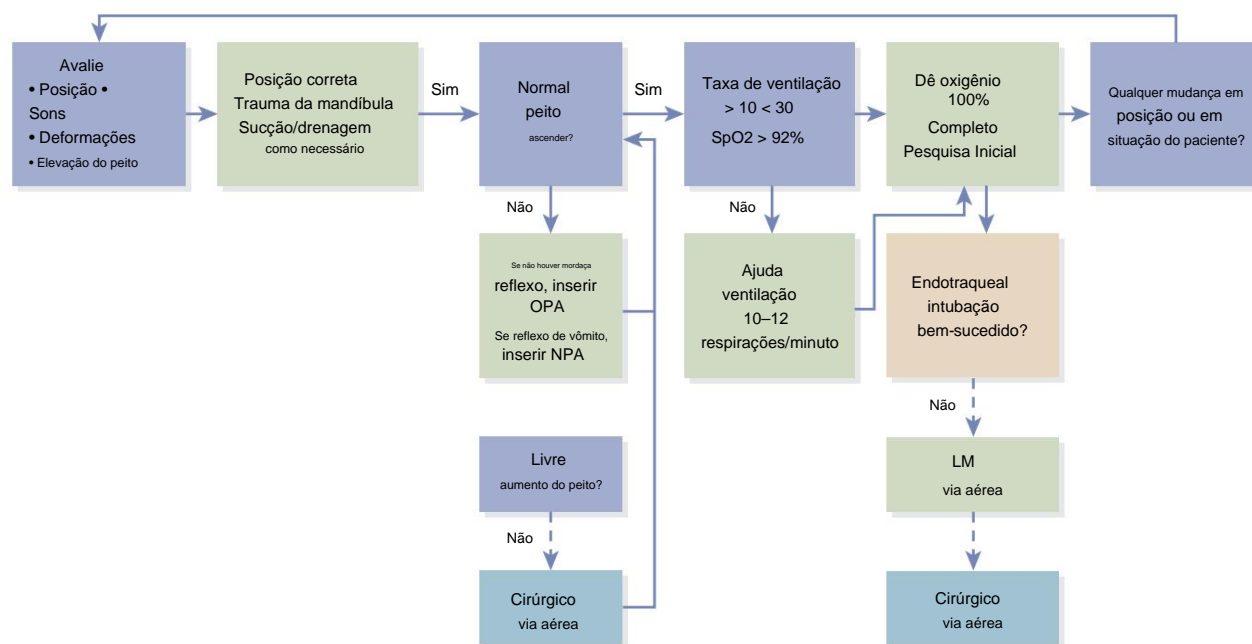 Avalie
• Posição •
Sons
• Deformações
• Elevação do peito
Posição correta
Trauma da mandíbula
Sucção/drenagem
como necessário
Sim
Normal
peito
ascender?
Sim
Taxa de ventilação
> 10 < 30
SpO2 > 92%
Dê oxigênio
100%
Completo
Pesquisa Inicial
Qualquer mudança em
posição ou em
situação do paciente?
Não
Não
Se não houver mordaça
reflexo, inserir
OPA
Se reflexo de vômito,
inserir NPA
Ajuda
ventilação
10–12
respirações/minuto
Endotraqueal
intubação
bem-sucedido?
Não
Livre
aumento do peito?
LM
via aérea
Não
Cirúrgico
via aérea
Cirúrgico
via aérea